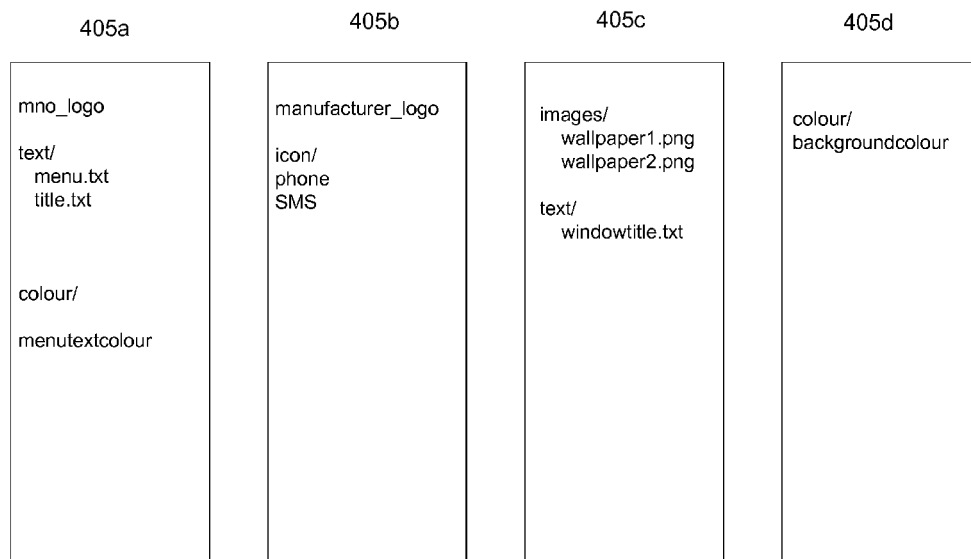 405a
mno_logo
text/
menu.txt
title.txt
colour/
menutextcolour
405b
manufacturer_logo
icon/
phone
SMS
405c
images/
wallpaper1.png
wallpaper2.png
text/
windowtitle.txt
405d
colour/
backgroundcolour